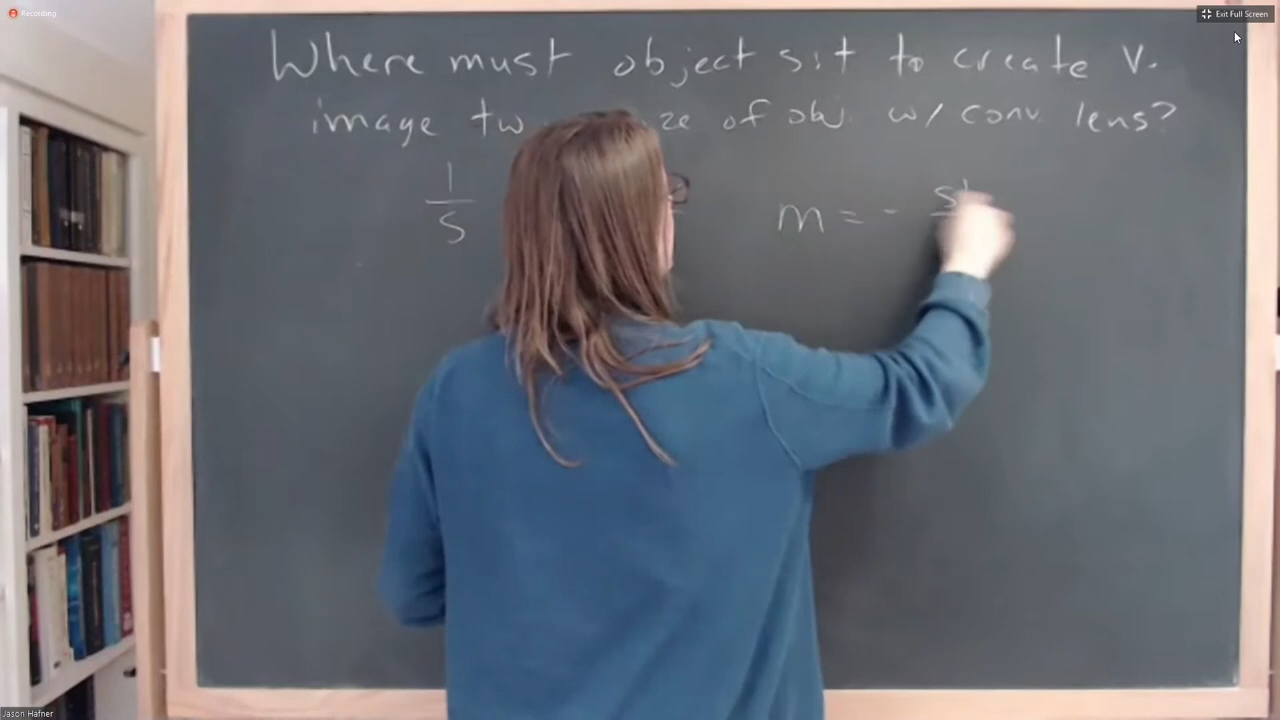 Recording
Exit Full Screen
Where must object sit to create v.
image tw ze of obj. w/ conv. lens?
1
s
m = - s'
Jason Hafner